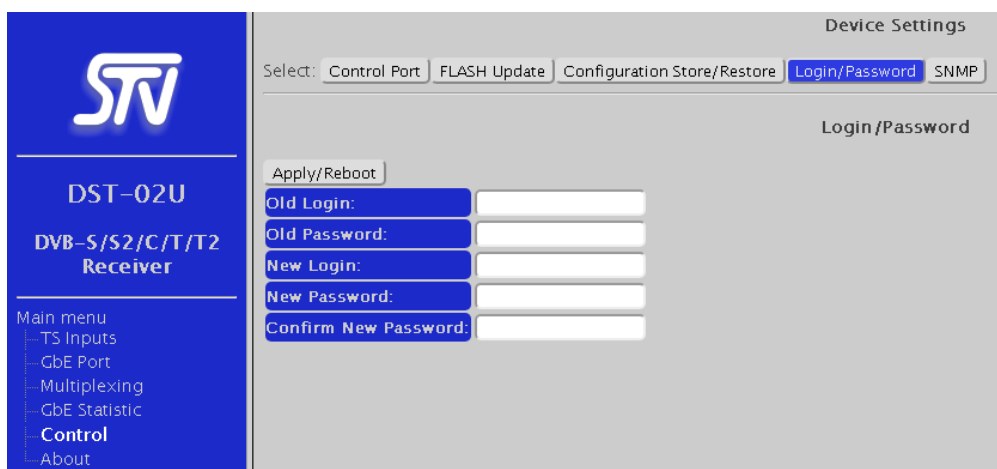 STV
DST-02U
DVB-S/S2/C/T/T2
Receiver
Main menu
TS Inputs
GbE Port
Multiplexing
GbE Statistic
Control
About
Device Settings
Select: Control Port FLASH Update Configuration Store/Restore Login/Password SNMP
Login/Password
Apply/Reboot
Old Login:
Old Password:
New Login:
New Password:
Confirm New Password: